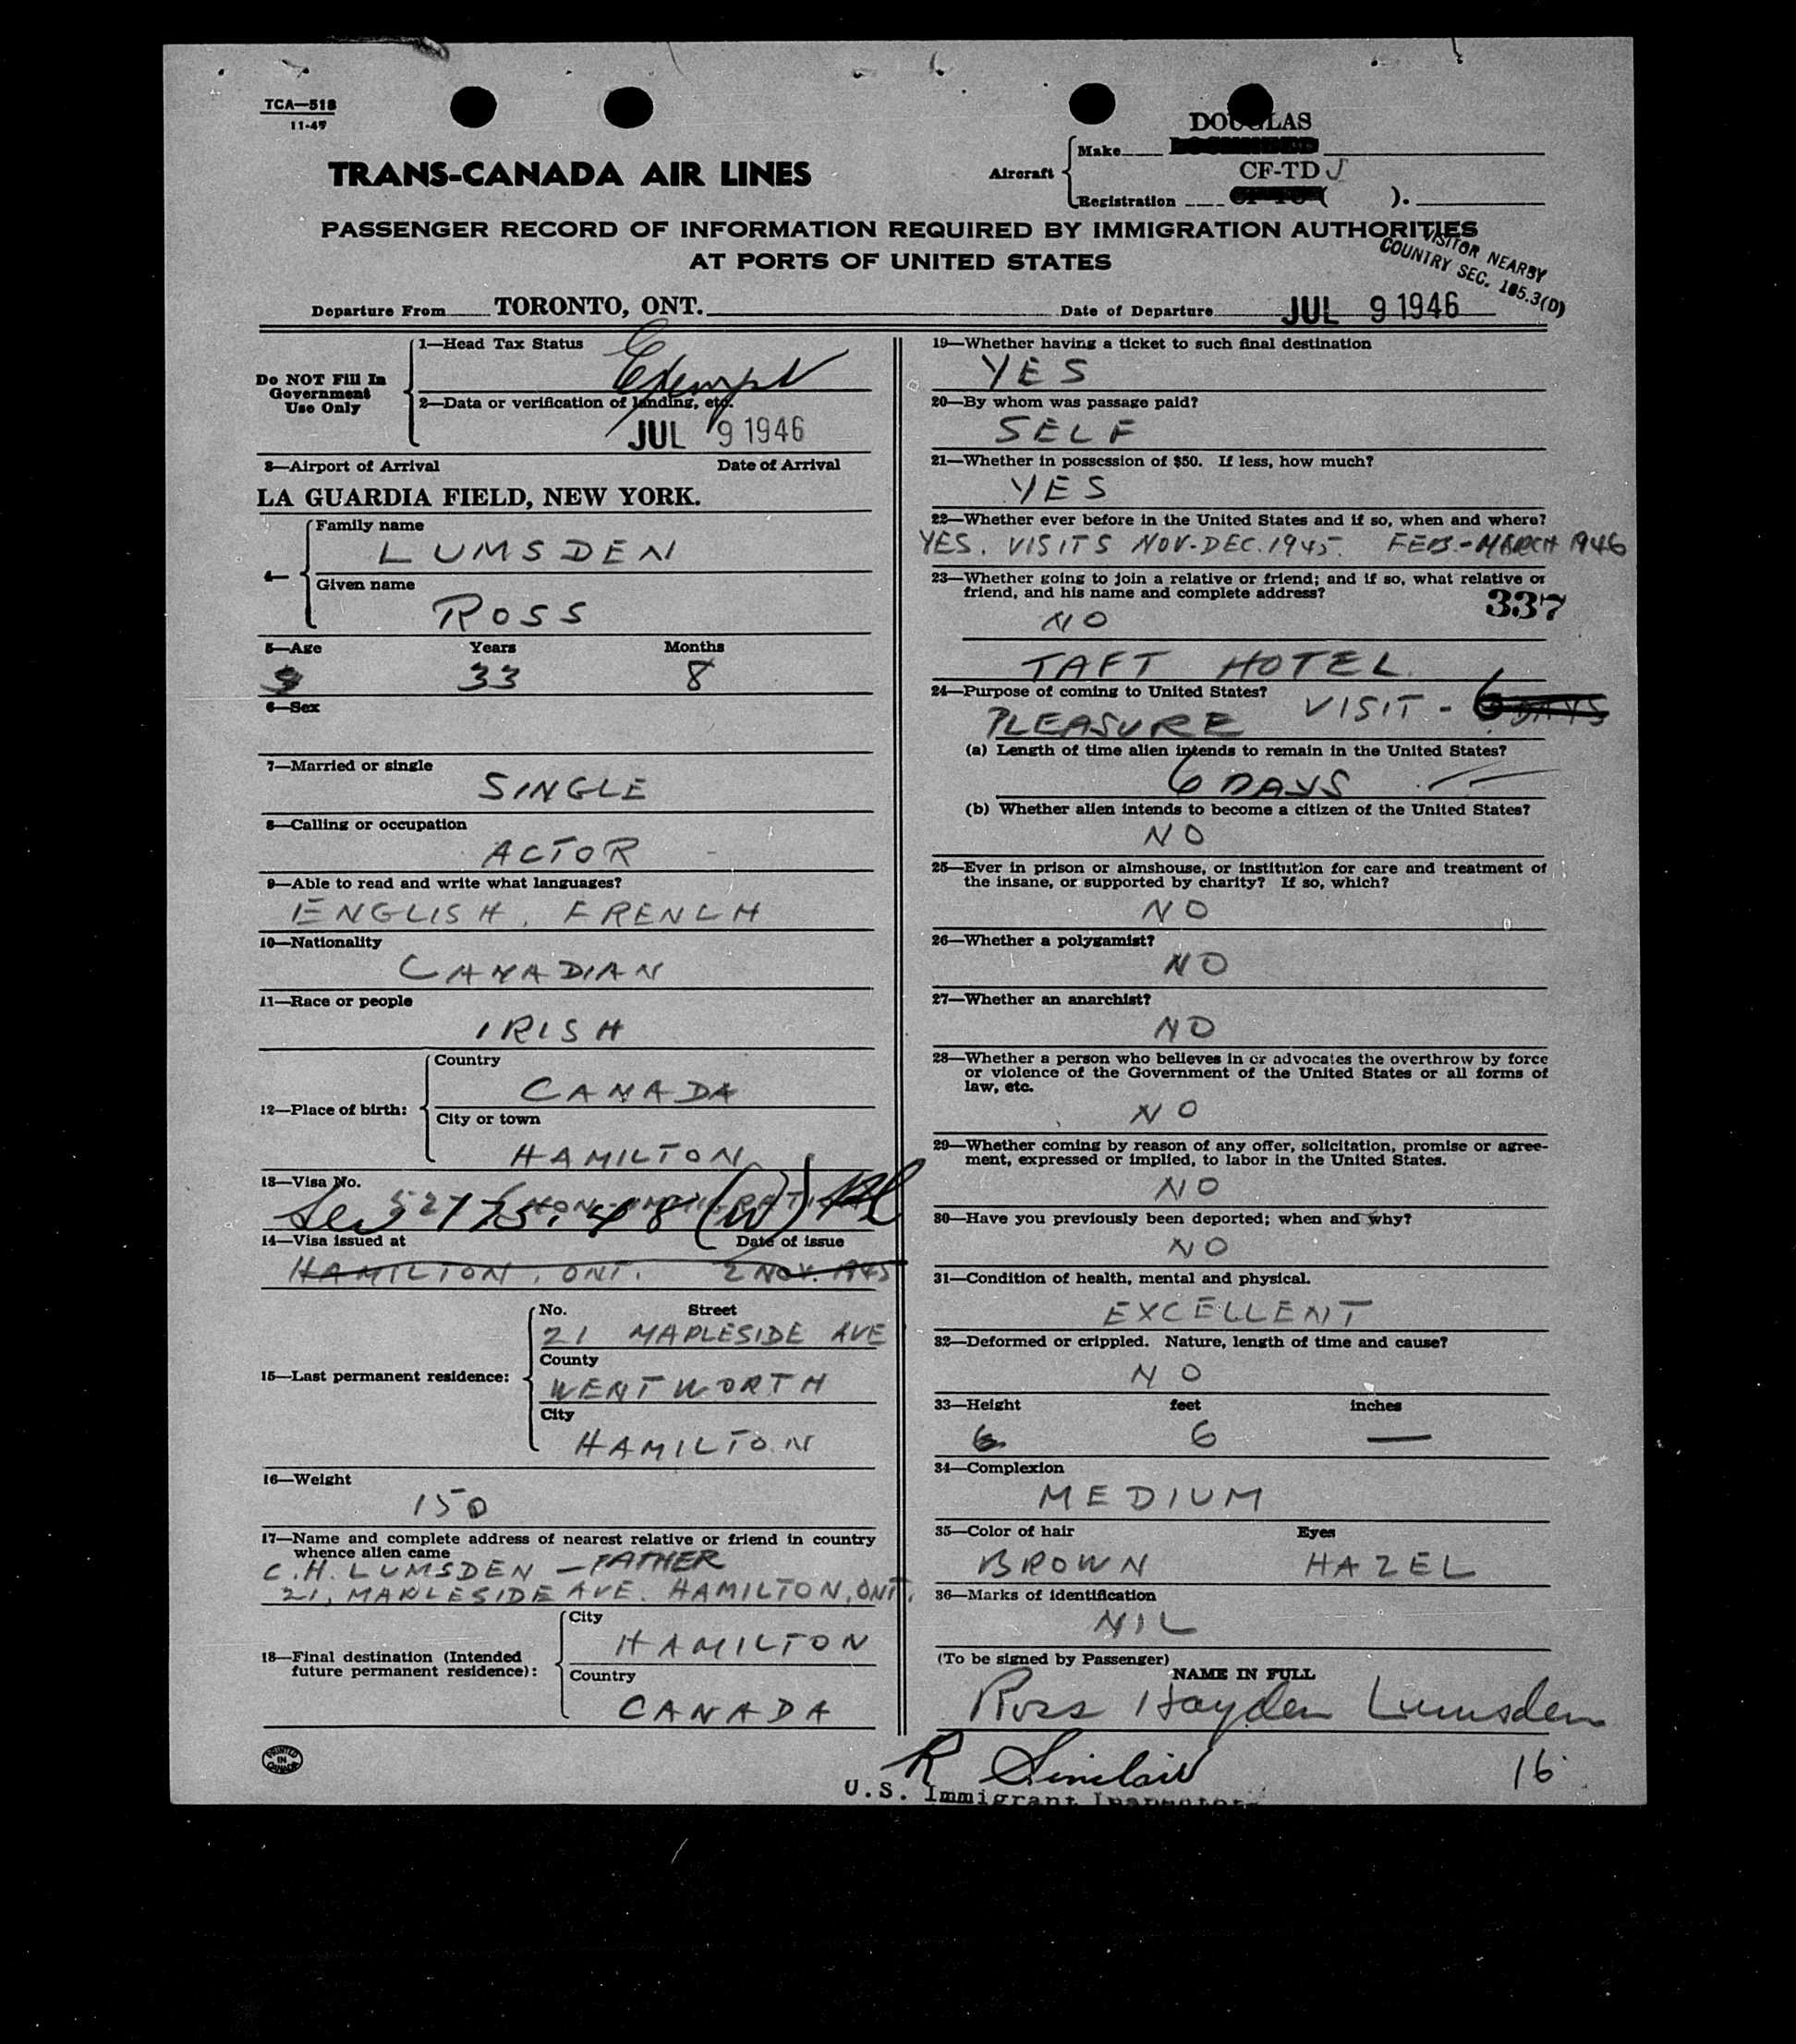 TCA—518
11-45
DOUGLAS
Aircraft
Make
CF-TD J
Registration ( ).
TRANS-CANADA AIR LINES
PASSENGER RECORD OF INFORMATION REQUIRED BY IMMIGRATION AUTHORITIES
AT PORTS OF UNITED STATES
VISITOR NEARBY
COUNTRY SEC. 165.3(D)
Departure From TORONTO, ONT.
Date of Departure JUL 9 1946
Do NOT Fill In
Government
Use Only
1—Head Tax Status
Exempt
2—Data or verification of landing, etc.
JUL 9 1946
3—Airport of Arrival Date of Arrival
LA GUARDIA FIELD, NEW YORK.
4—
Family name
LUMSDEN
Given name
ROSS
5—Age Years Months
33 8
6—Sex
7—Married or single
SINGLE
8—Calling or occupation
ACTOR
9—Able to read and write what languages?
ENGLISH, FRENCH
10—Nationality
CANADIAN
11—Race or people
IRISH
12—Place of birth:
Country
CANADA
City or town
HAMILTON
13—Visa No.
14—Visa issued at Date of issue
HAMILTON, ONT. 2 NOV. 1945
15—Last permanent residence:
No. Street
21 MAPLESIDE AVE
County
WENTWORTH
City
HAMILTON
16—Weight
150
17—Name and complete address of nearest relative or friend in country
whence alien came
C.H. LUMSDEN — FATHER
21, MAPLESIDE AVE. HAMILTON, ONT.
18—Final destination (Intended
future permanent residence):
City
HAMILTON
Country
CANADA
PRINTED
IN
CANADA
19—Whether having a ticket to such final destination
YES
20—By whom was passage paid?
SELF
21—Whether in possession of $50. If less, how much?
YES
22—Whether ever before in the United States and if so, when and where?
YES. VISITS NOV-DEC. 1945. FEB.-MARCH 1946
23—Whether going to join a relative or friend; and if so, what relative or
friend, and his name and complete address?
337
NO
TAFT HOTEL
24—Purpose of coming to United States?
VISIT - 6 DAYS
PLEASURE
(a) Length of time alien intends to remain in the United States?
6 DAYS
(b) Whether alien intends to become a citizen of the United States?
NO
25—Ever in prison or almshouse, or institution for care and treatment of
the insane, or supported by charity? If so, which?
NO
26—Whether a polygamist?
NO
27—Whether an anarchist?
NO
28—Whether a person who believes in or advocates the overthrow by force
or violence of the Government of the United States or all forms of
law, etc.
NO
29—Whether coming by reason of any offer, solicitation, promise or agree-
ment, expressed or implied, to labor in the United States.
NO
30—Have you previously been deported; when and why?
NO
31—Condition of health, mental and physical.
EXCELLENT
32—Deformed or crippled. Nature, length of time and cause?
NO
33—Height feet inches
6 —
34—Complexion
MEDIUM
35—Color of hair Eyes
BROWN HAZEL
36—Marks of identification
NIL
(To be signed by Passenger)
NAME IN FULL
Ross Hayden Lumsden
R Sinclair
16
U.S. Immigrant Inspector